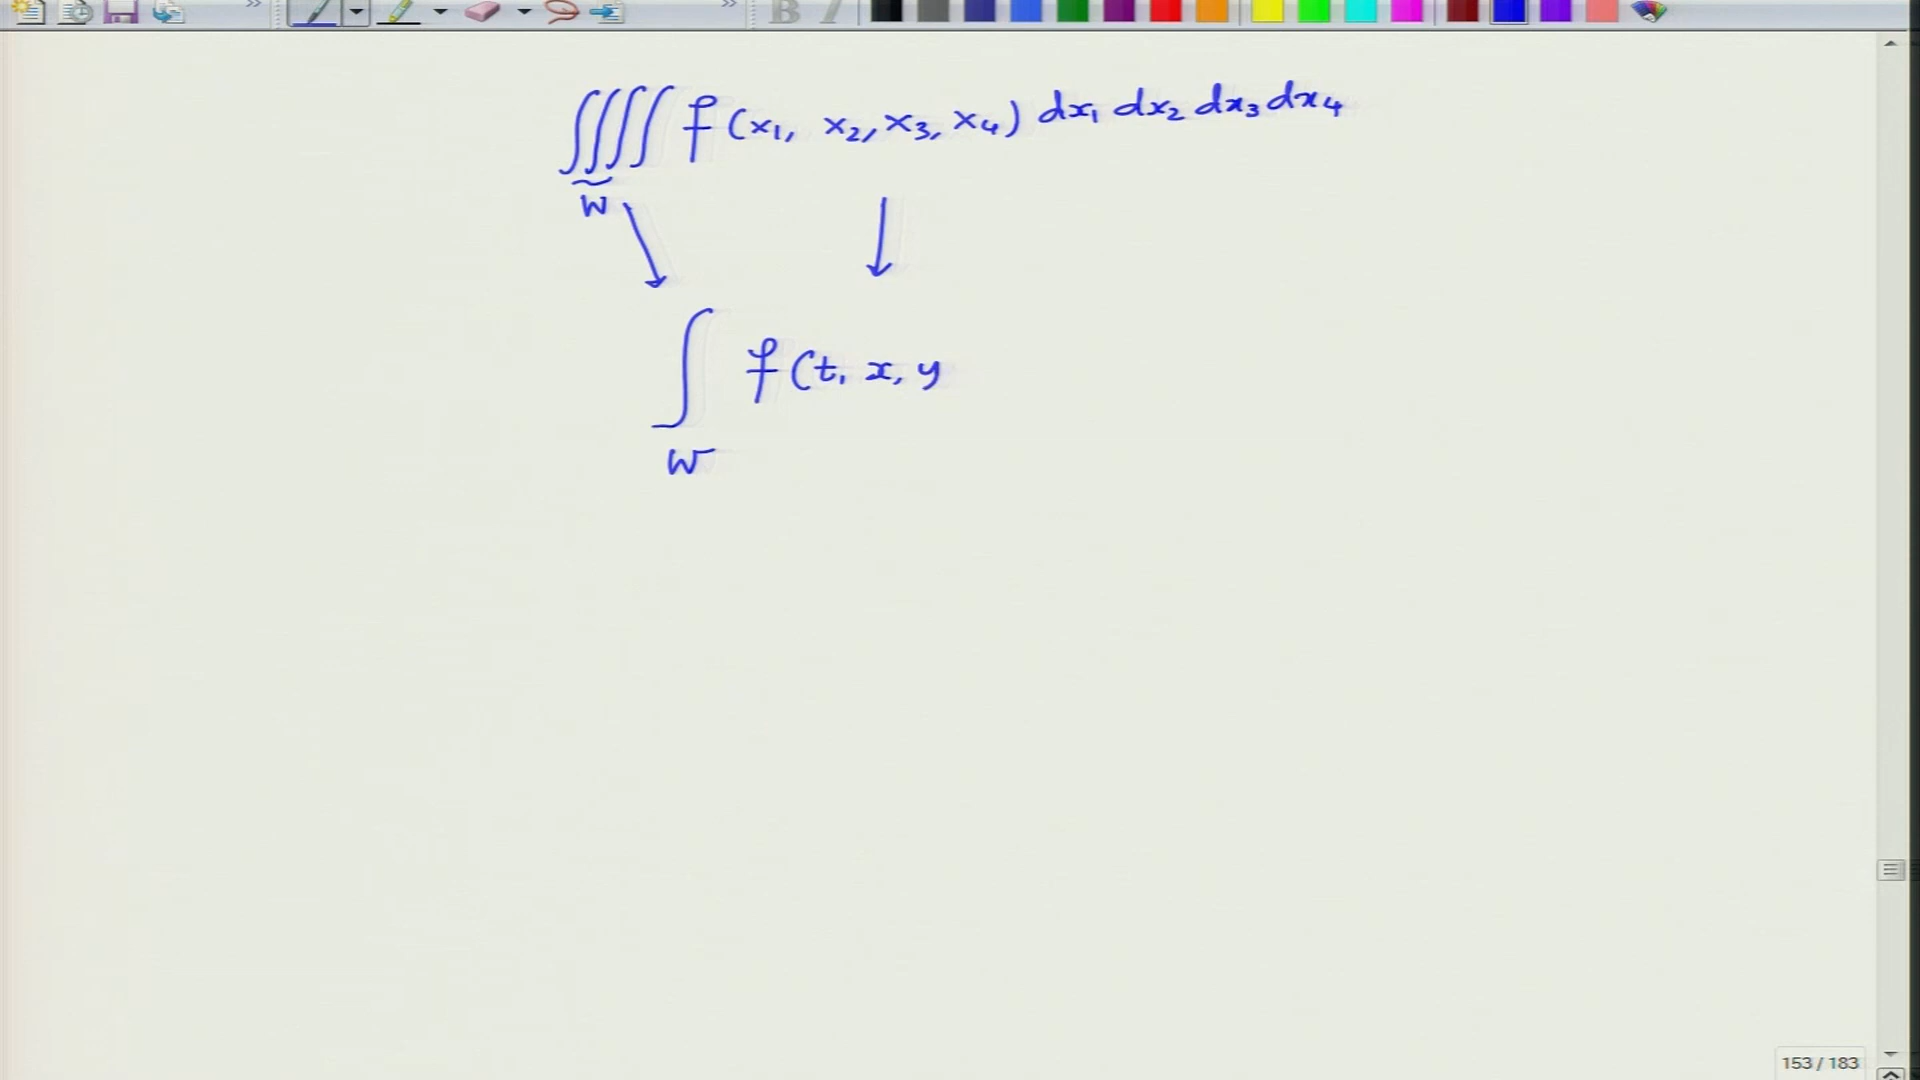 ∫∫∫∫ f(x₁, x₂, x₃, x₄) dx₁ dx₂ dx₃ dx₄
W
∫ f(t, x, y
W
153 / 183